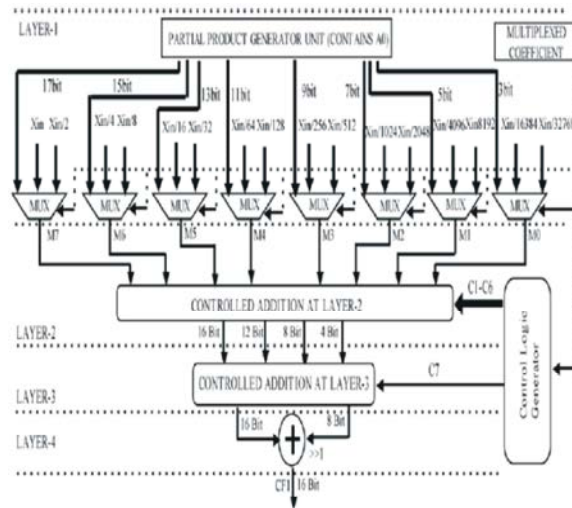 LAYER-1
PARTIAL PRODUCT GENERATOR UNIT (CONTAINS A0)
MULTIPLEXED
COEFFICIENT
17bit 15bit 13bit 11bit 9bit 7bit 5bit 3bit
Xin Xin/2 Xin/4 Xin/8 Xin/16 Xin/32 Xin/64 Xin/128 Xin/256 Xin/512 Xin/1024 Xin/2048 Xin/4096 Xin8192 Xin/16384 Xin/3276
MUX MUX MUX MUX MUX MUX MUX MUX
M7 M6 M5 M4 M3 M2 M1 M0
C1-C6
CONTROLLED ADDITION AT LAYER-2
LAYER-2
16 Bit 12 Bit 8 Bit 4 Bit
Control Logic
Generator
C7
CONTROLLED ADDITION AT LAYER-3
LAYER-3
16 Bit 8 Bit
LAYER-4
+
>>1
CF1 16 Bit